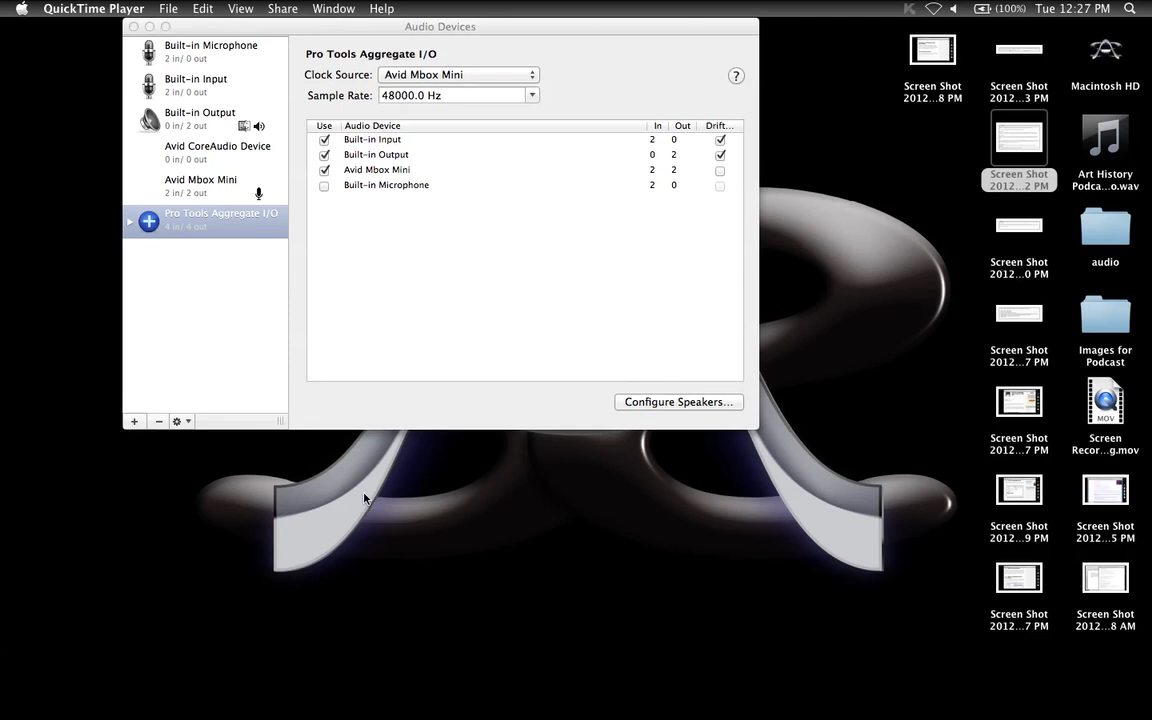 QuickTime Player File Edit View Share Window Help (100%) Tue 12:27 PM
Audio Devices
Built-in Microphone
2 in/ 0 out
Built-in Input
2 in/ 0 out
Built-in Output
0 in/ 2 out
Avid CoreAudio Device
0 in/ 0 out
Avid Mbox Mini
2 in/ 2 out
Pro Tools Aggregate I/O
4 in/ 4 out
Pro Tools Aggregate I/O
Clock Source: Avid Mbox Mini
?
Sample Rate: 48000.0 Hz
Use Audio Device In Out Drift...
Built-in Input 2 0
Built-in Output 0 2
Avid Mbox Mini 2 2
Built-in Microphone 2 0
Configure Speakers...
Screen Shot
2012...8 PM
Screen Shot
2012...3 PM
Macintosh HD
Screen Shot
2012...2 PM
Art History
Podca...o.wav
Screen Shot
2012...0 PM
audio
Screen Shot
2012...7 PM
Images for
Podcast
Screen Shot
2012...7 PM
MOV
Screen
Recor...g.mov
Screen Shot
2012...9 PM
Screen Shot
2012...5 PM
Screen Shot
2012...7 PM
Screen Shot
2012...8 AM